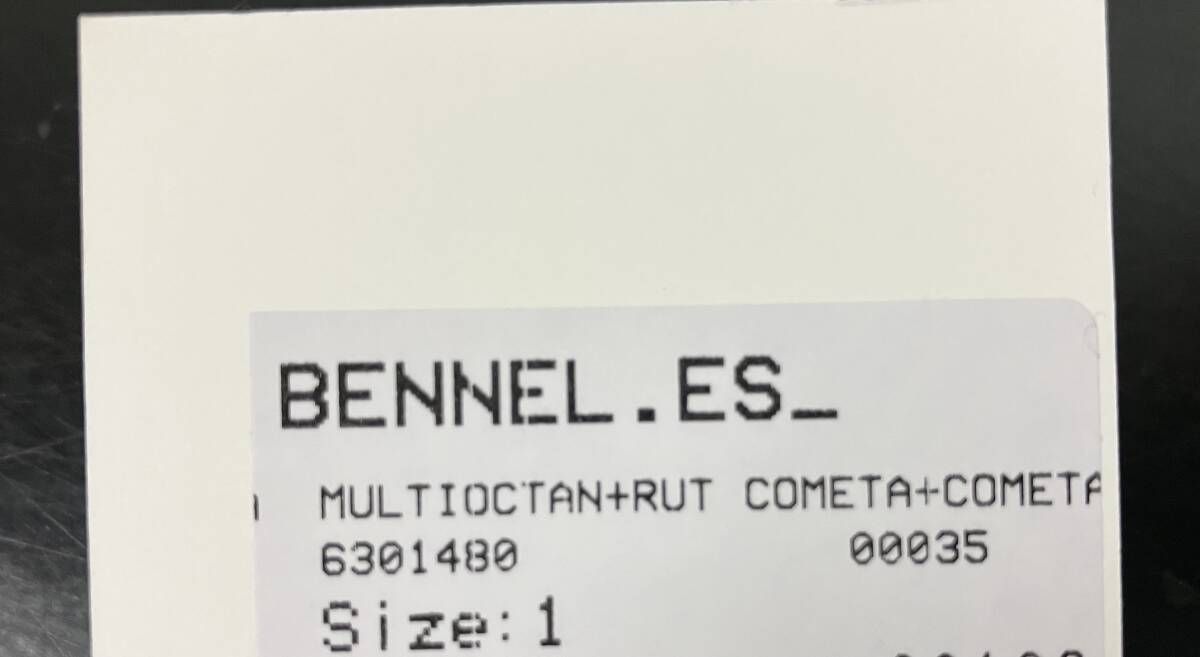 BENNEL.ES_
MULTIOCTAN+RUT COMETA+COMETA
6301480 00035
Size:1